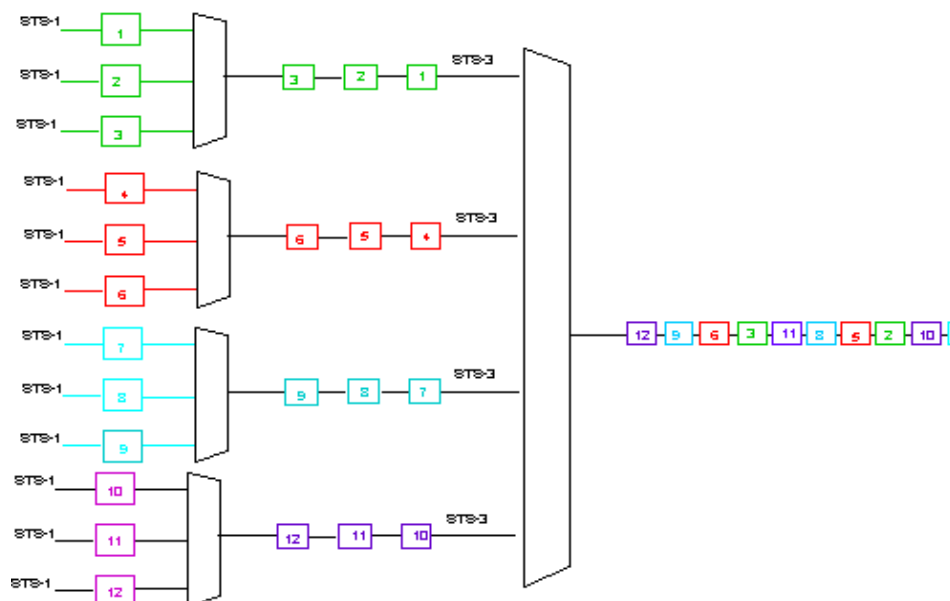 STS-1 1
STS-1 2
STS-1 3
3 2 1 STS-3
STS-1 4
STS-1 5
STS-1 6
6 5 4 STS-3
STS-1 7
STS-1 8
STS-1 9
9 8 7 STS-3
STS-1 10
STS-1 11
STS-1 12
12 11 10 STS-3
12 9 6 3 11 8 5 2 10